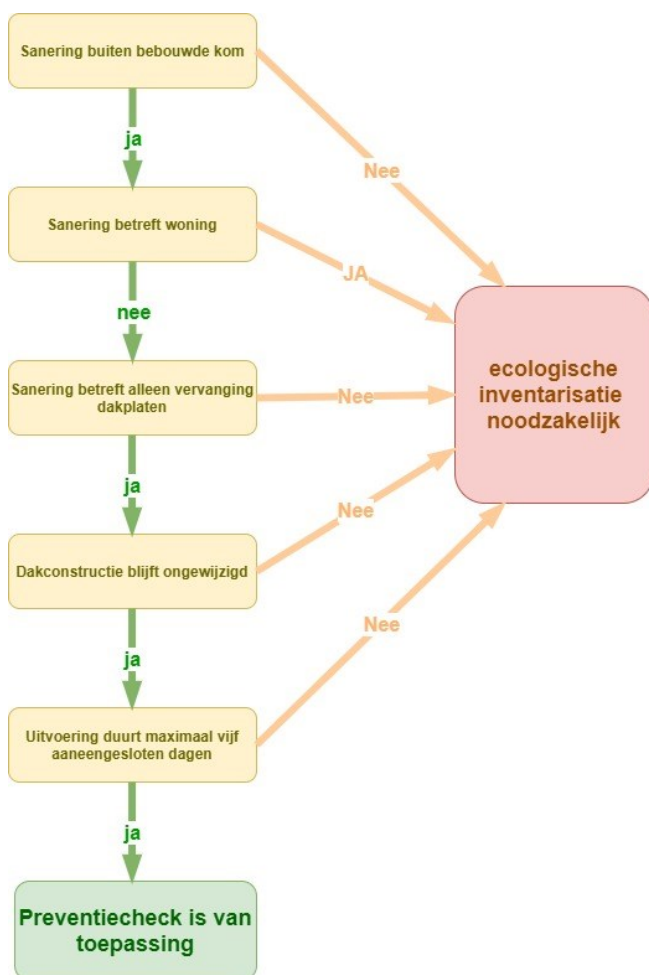 Sanering buiten bebouwde kom
ja
Nee
Sanering betreft woning
JA
nee
ecologische
inventarisatie
noodzakelijk
Sanering betreft alleen vervanging
dakplaten
Nee
ja
Nee
Dakconstructie blijft ongewijzigd
ja
Nee
Uitvoering duurt maximaal vijf
aaneengesloten dagen
ja
Preventiecheck is van
toepassing